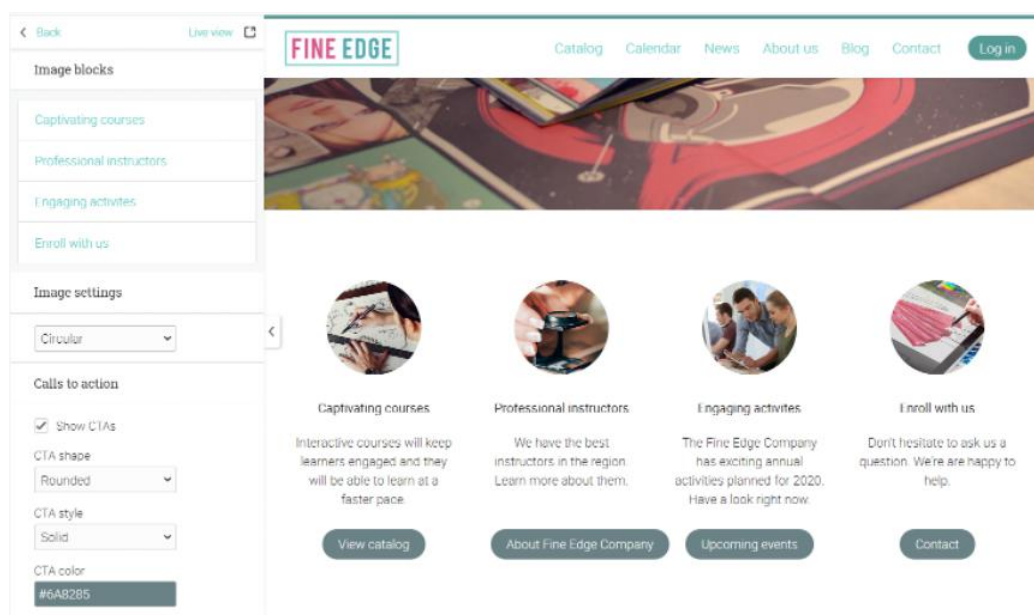 Back
Live view
Image blocks
Captivating courses
Professional instructors
Engaging activites
Enroll with us
Image settings
Circular
Calls to action
Show CTAs
CTA shape
Rounded
CTA style
Solid
CTA color
#6A8285
FINE EDGE
Catalog Calendar News About us Blog Contact Log in
Captivating courses
Interactive courses will keep
learners engaged and they
will be able to learn at a
faster pace.
View catalog
Professional instructors
We have the best
instructors in the region.
Learn more about them.
About Fine Edge Company
Engaging activites
The Fine Edge Company
has exciting annual
activities planned for 2020.
Have a look right now.
Upcoming events
Enroll with us
Don't hesitate to ask us a
question. We're are happy to
help.
Contact